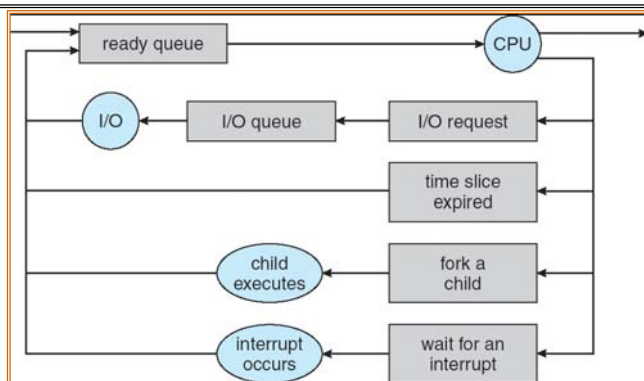 ready queue
CPU
I/O
I/O queue
I/O request
time slice
expired
child
executes
fork a
child
interrupt
occurs
wait for an
interrupt